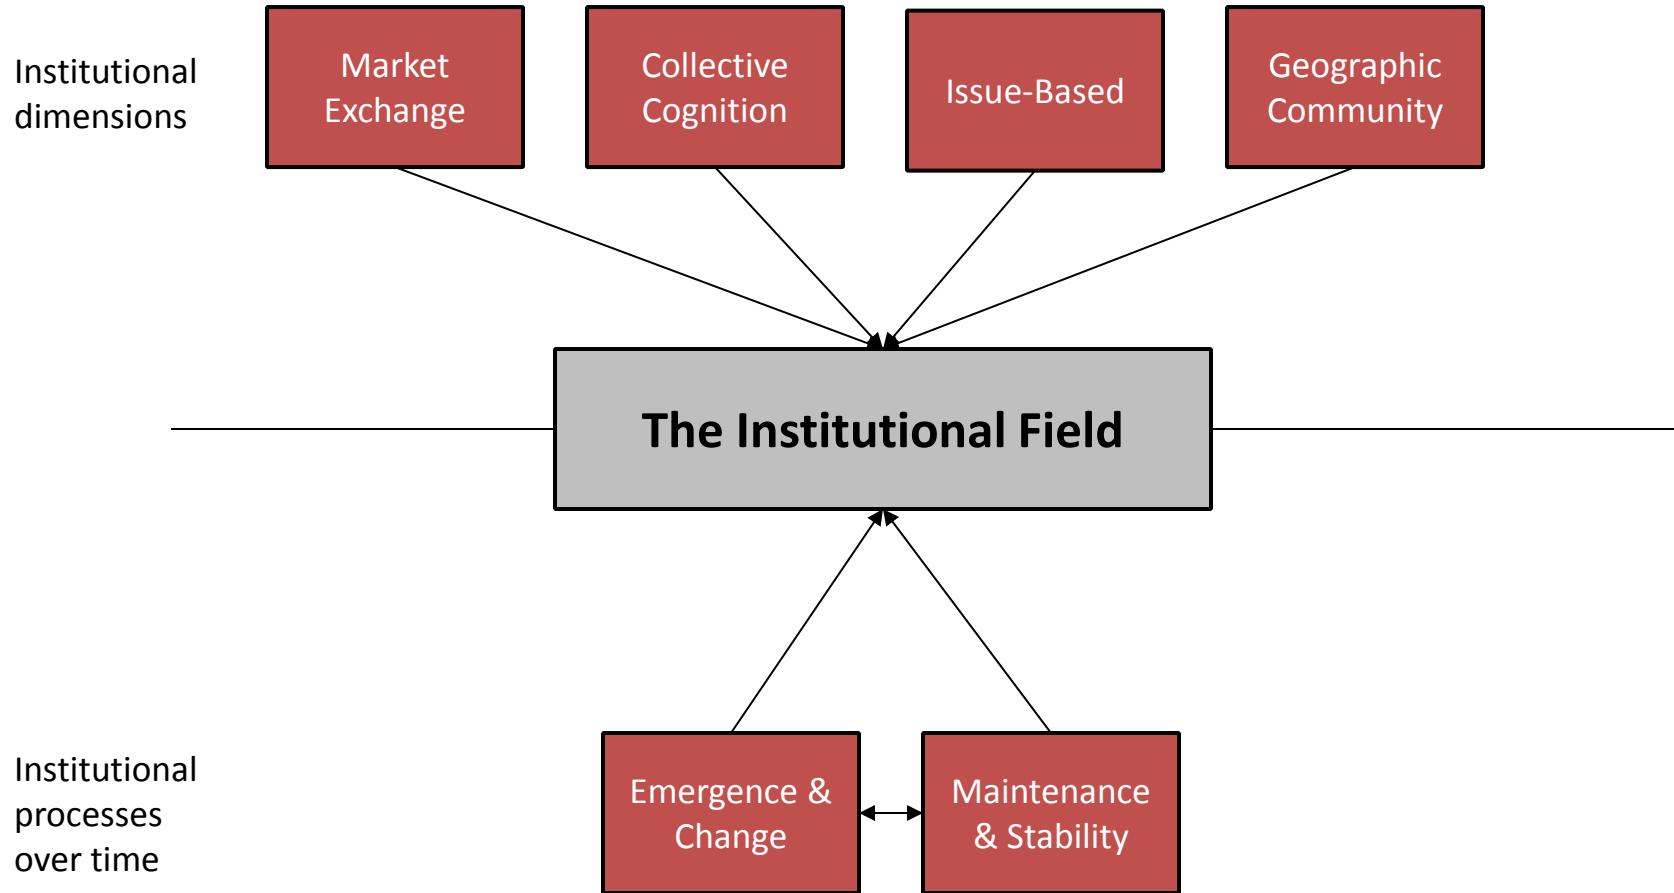 Institutional
dimensions
Market
Exchange
Collective
Cognition
Issue-Based
Geographic
Community
The Institutional Field
Institutional
processes
over time
Emergence &
Change
Maintenance
& Stability